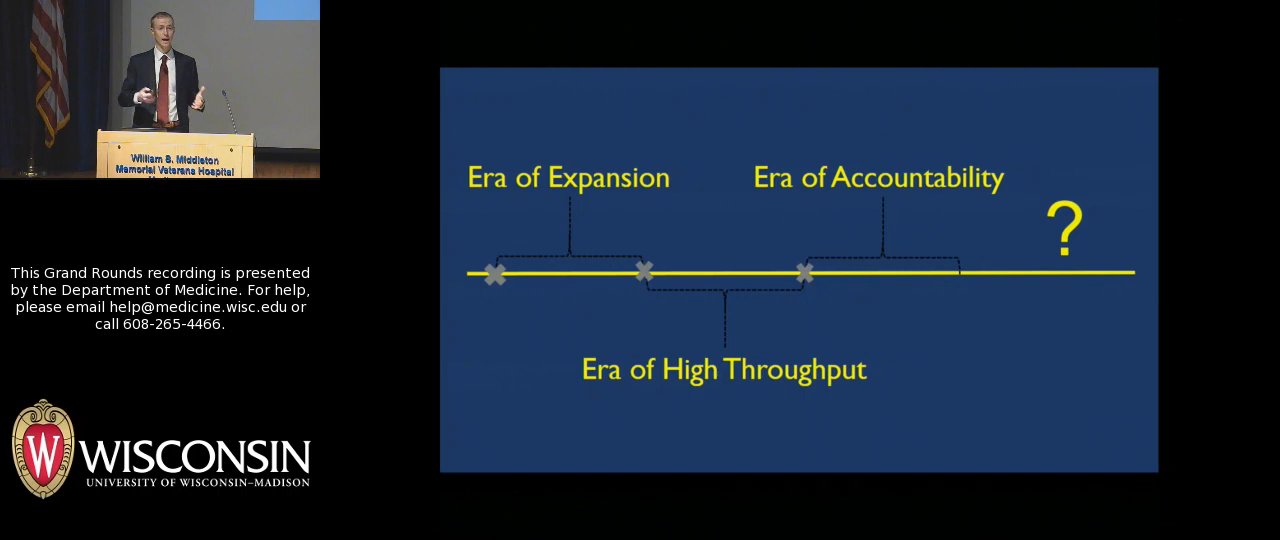 William S. Middleton
Memorial Veterans Hospital
This Grand Rounds recording is presented
by the Department of Medicine. For help,
please email help@medicine.wisc.edu or
call 608-265-4466.
W
WISCONSIN
UNIVERSITY OF WISCONSIN–MADISON
Era of Expansion
Era of Accountability
?
Era of High Throughput